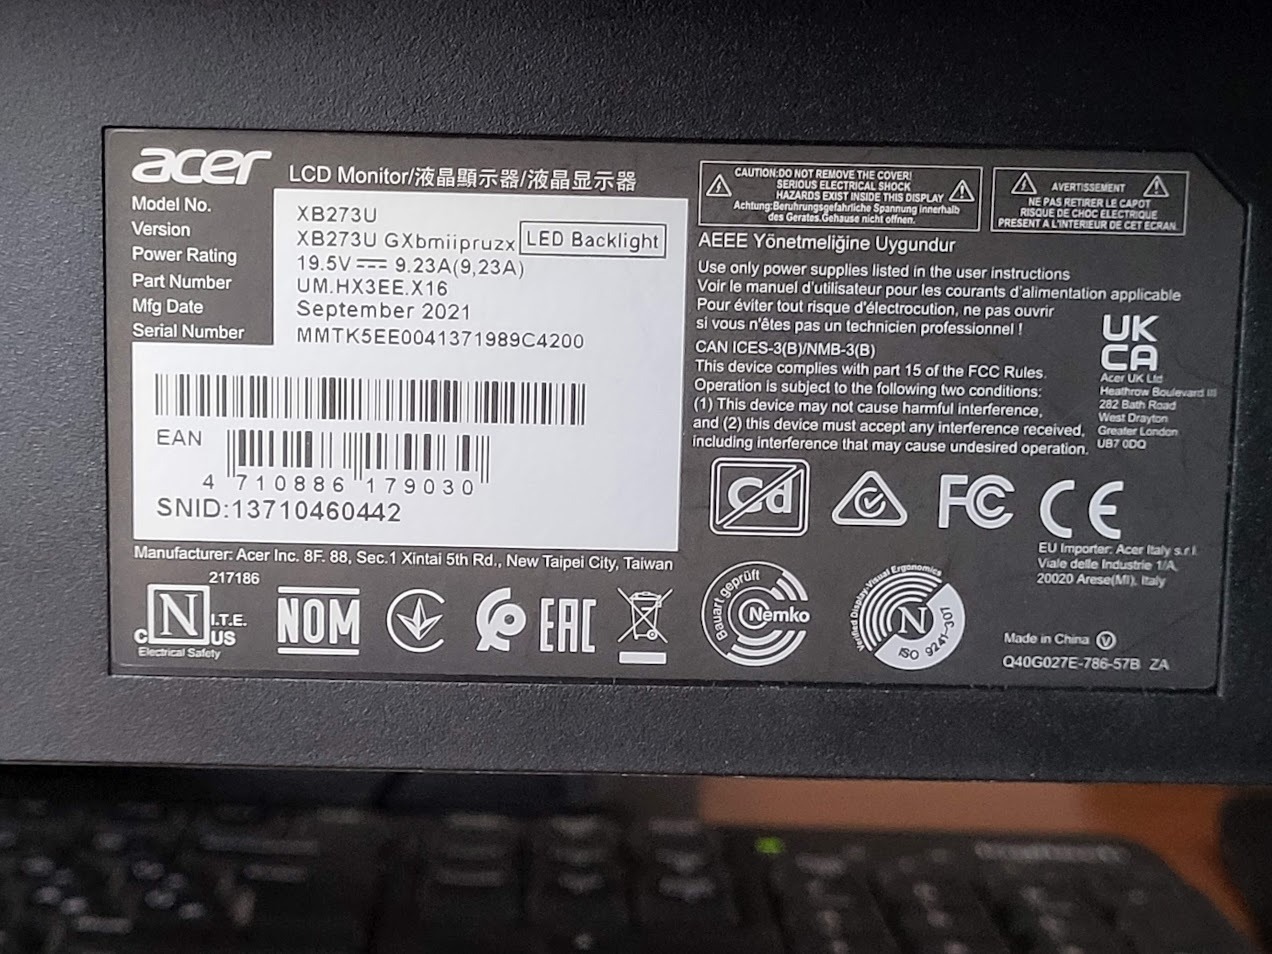 acer LCD Monitor/液晶顯示器/液晶显示器
Model No. XB273U
Version XB273U GXbmiipruzx LED Backlight
Power Rating 19.5V⎓ 9.23A(9,23A)
Part Number UM.HX3EE.X16
Mfg Date September 2021
Serial Number MMTK5EE0041371989C4200
EAN
4 710886 179030
SNID:13710460442
Manufacturer: Acer Inc. 8F. 88, Sec.1 Xintai 5th Rd., New Taipei City, Taiwan
217186
N I.T.E.
c US
Electrical Safety
NOM
EAC
CAUTION:DO NOT REMOVE THE COVER!
SERIOUS ELECTRICAL SHOCK
HAZARDS EXIST INSIDE THIS DISPLAY
Achtung:Beruhrungsgefahrliche Spannung innerhalb
des Gerates.Gehause nicht offnen.
AVERTISSEMENT
NE PAS RETIRER LE CAPOT
RISQUE DE CHOC ELECTRIQUE
PRESENT A L'INTERIEUR DE CET ECRAN.
AEEE Yönetmeliğine Uygundur
Use only power supplies listed in the user instructions
Voir le manuel d'utilisateur pour les courants d'alimentation applicable
Pour éviter tout risque d'électrocution, ne pas ouvrir
si vous n'êtes pas un technicien professionnel !
CAN ICES-3(B)/NMB-3(B)
This device complies with part 15 of the FCC Rules.
Operation is subject to the following two conditions:
(1) This device may not cause harmful interference,
and (2) this device must accept any interference received,
including interference that may cause undesired operation.
UK
CA
Acer UK Ltd
Heathrow Boulevard III
282 Bath Road
West Drayton
Greater London
UB7 0DQ
Cd
FC
CE
EU Importer: Acer Italy s.r.l.
Viale delle Industrie 1/A,
20020 Arese(MI), Italy
Bauart geprüft
Nemko
Verified Display-Visual Ergonomics
N
ISO 9241-307
Made in China V
Q40G027E-786-57B ZA